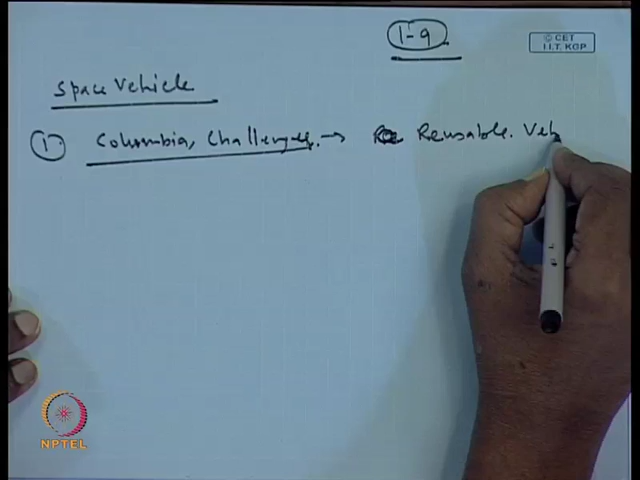 1-9
© CET
I.I.T. KGP
Space Vehicle
1) Columbia, Challenger. → Reusable. Veh
NPTEL